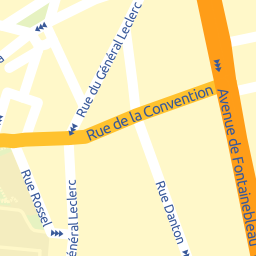 Rue du Général Leclerc
Rue de la Convention
Avenue de Fontainebleau
Rue Rossel
Général Leclerc
Rue Danton